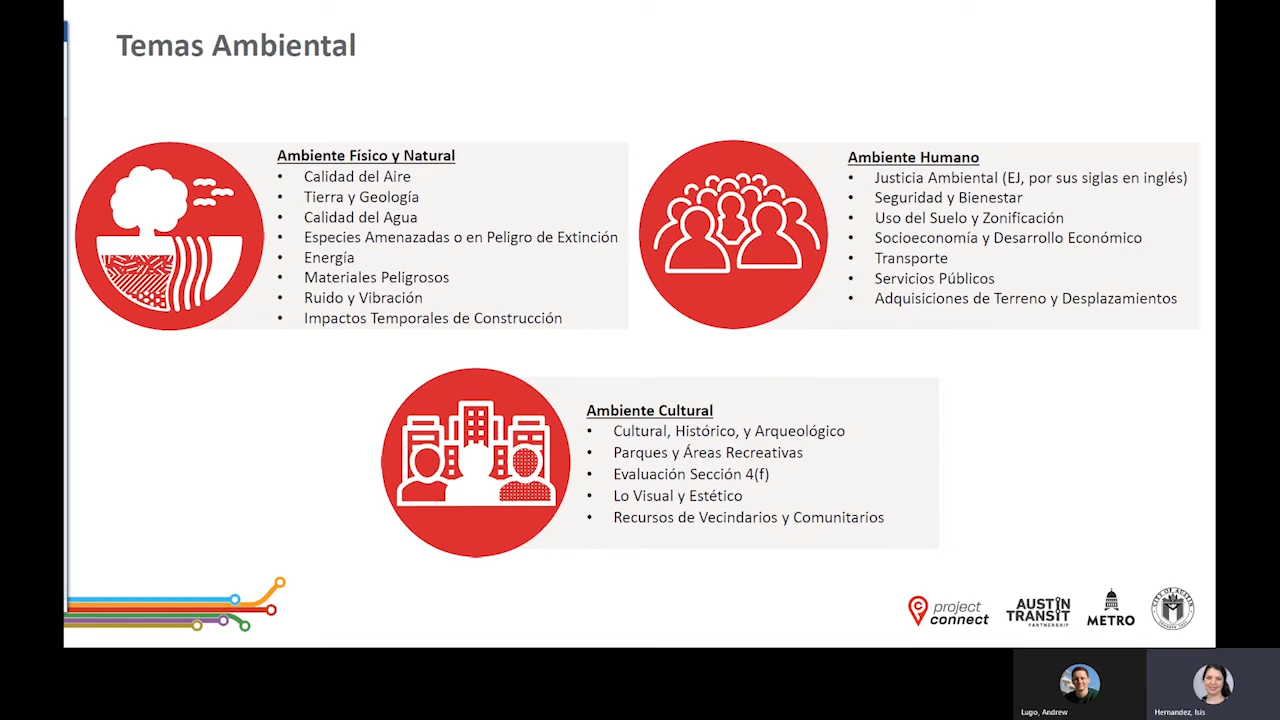 Temas Ambiental
Ambiente Físico y Natural
• Calidad del Aire
• Tierra y Geología
• Calidad del Agua
• Especies Amenazadas o en Peligro de Extinción
• Energía
• Materiales Peligrosos
• Ruido y Vibración
• Impactos Temporales de Construcción
Ambiente Humano
• Justicia Ambiental (EJ, por sus siglas en inglés)
• Seguridad y Bienestar
• Uso del Suelo y Zonificación
• Socioeconomía y Desarrollo Económico
• Transporte
• Servicios Públicos
• Adquisiciones de Terreno y Desplazamientos
Ambiente Cultural
• Cultural, Histórico, y Arqueológico
• Parques y Áreas Recreativas
• Evaluación Sección 4(f)
• Lo Visual y Estético
• Recursos de Vecindarios y Comunitarios
project
connect
AUSTIN
TRANSIT
PARTNERSHIP
METRO
CITY OF AUSTIN
Lugo, Andrew
Hernandez, Isis